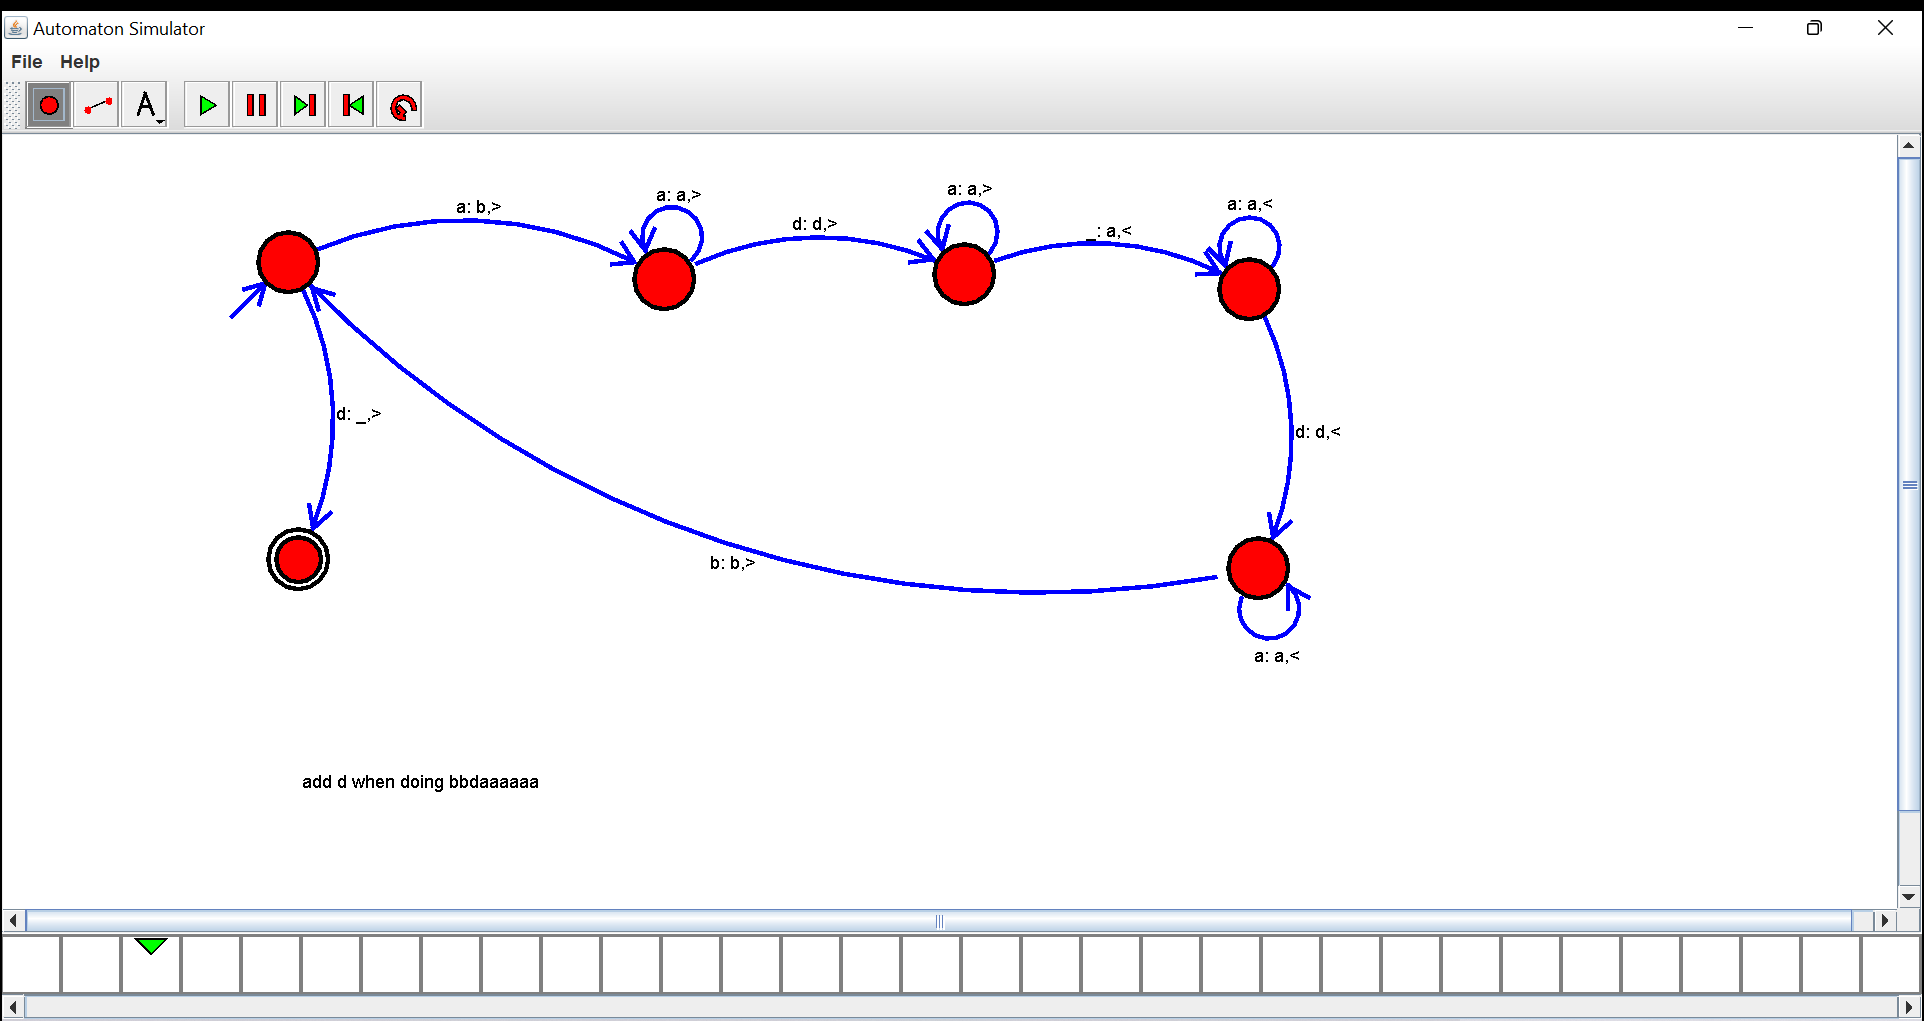 Automaton Simulator
File Help
A
a: a,>
a: a,>
a: b,>
a: a,<
d: d,>
_: a,<
d: _,>
d: d,<
b: b,>
a: a,<
add d when doing bbdaaaaaa